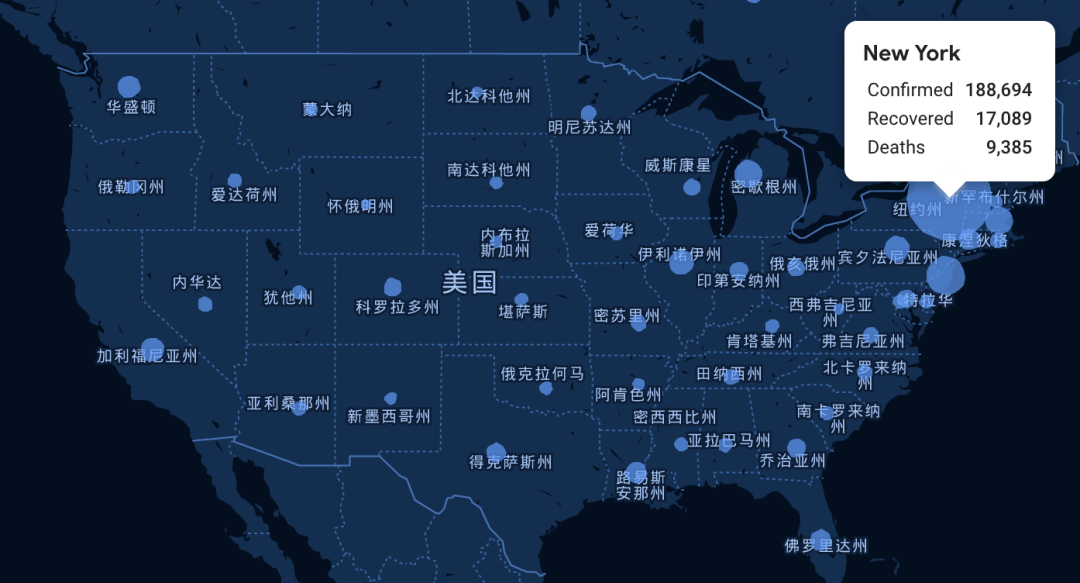 New York
Confirmed 188,694
Recovered 17,089
Deaths 9,385
华盛顿
蒙大纳
北达科他州
明尼苏达州
俄勒冈州
爱达荷州
怀俄明州
南达科他州
威斯康星
密歇根州
纽约州
新罕布什尔州
康涅狄格
内布拉
斯加州
爱荷华
伊利诺伊州
印第安纳州
俄亥俄州
宾夕法尼亚州
特拉华
内华达
犹他州
科罗拉多州
美国
堪萨斯
密苏里州
西弗吉尼亚
州
肯塔基州
弗吉尼亚州
加利福尼亚州
亚利桑那州
新墨西哥州
俄克拉何马
阿肯色州
田纳西州
北卡罗来纳
州
密西西比州
南卡罗来纳
州
亚拉巴马州
乔治亚州
得克萨斯州
路易斯
安那州
佛罗里达州